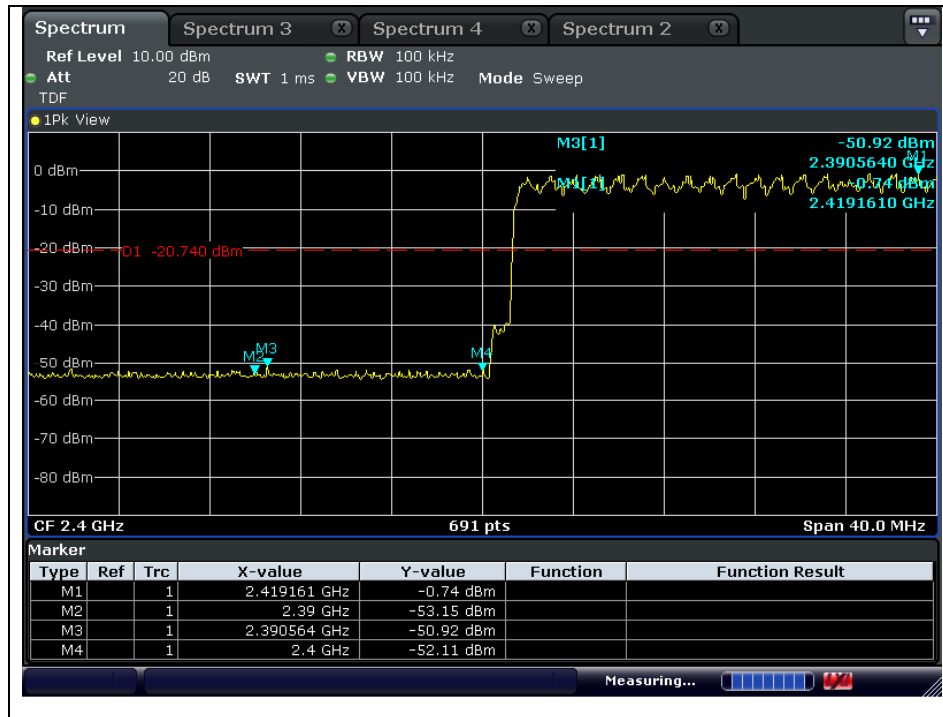 Spectrum Spectrum 3 X Spectrum 4 X Spectrum 2 X
Ref Level 10.00 dBm RBW 100 kHz
Att 20 dB SWT 1 ms VBW 100 kHz Mode Sweep
TDF
1Pk View
M3[1] -50.92 dBm
2.3905640 GHz
M1
0 dBm
M1[1] -0.74 dBm
2.4191610 GHz
-10 dBm
-20 dBm
D1 -20.740 dBm
-30 dBm
-40 dBm
M2 M3 M4
-50 dBm
-60 dBm
-70 dBm
-80 dBm
CF 2.4 GHz 691 pts Span 40.0 MHz
Marker
Type Ref Trc X-value Y-value Function Function Result
M1 1 2.419161 GHz -0.74 dBm
M2 1 2.39 GHz -53.15 dBm
M3 1 2.390564 GHz -50.92 dBm
M4 1 2.4 GHz -52.11 dBm
Measuring...